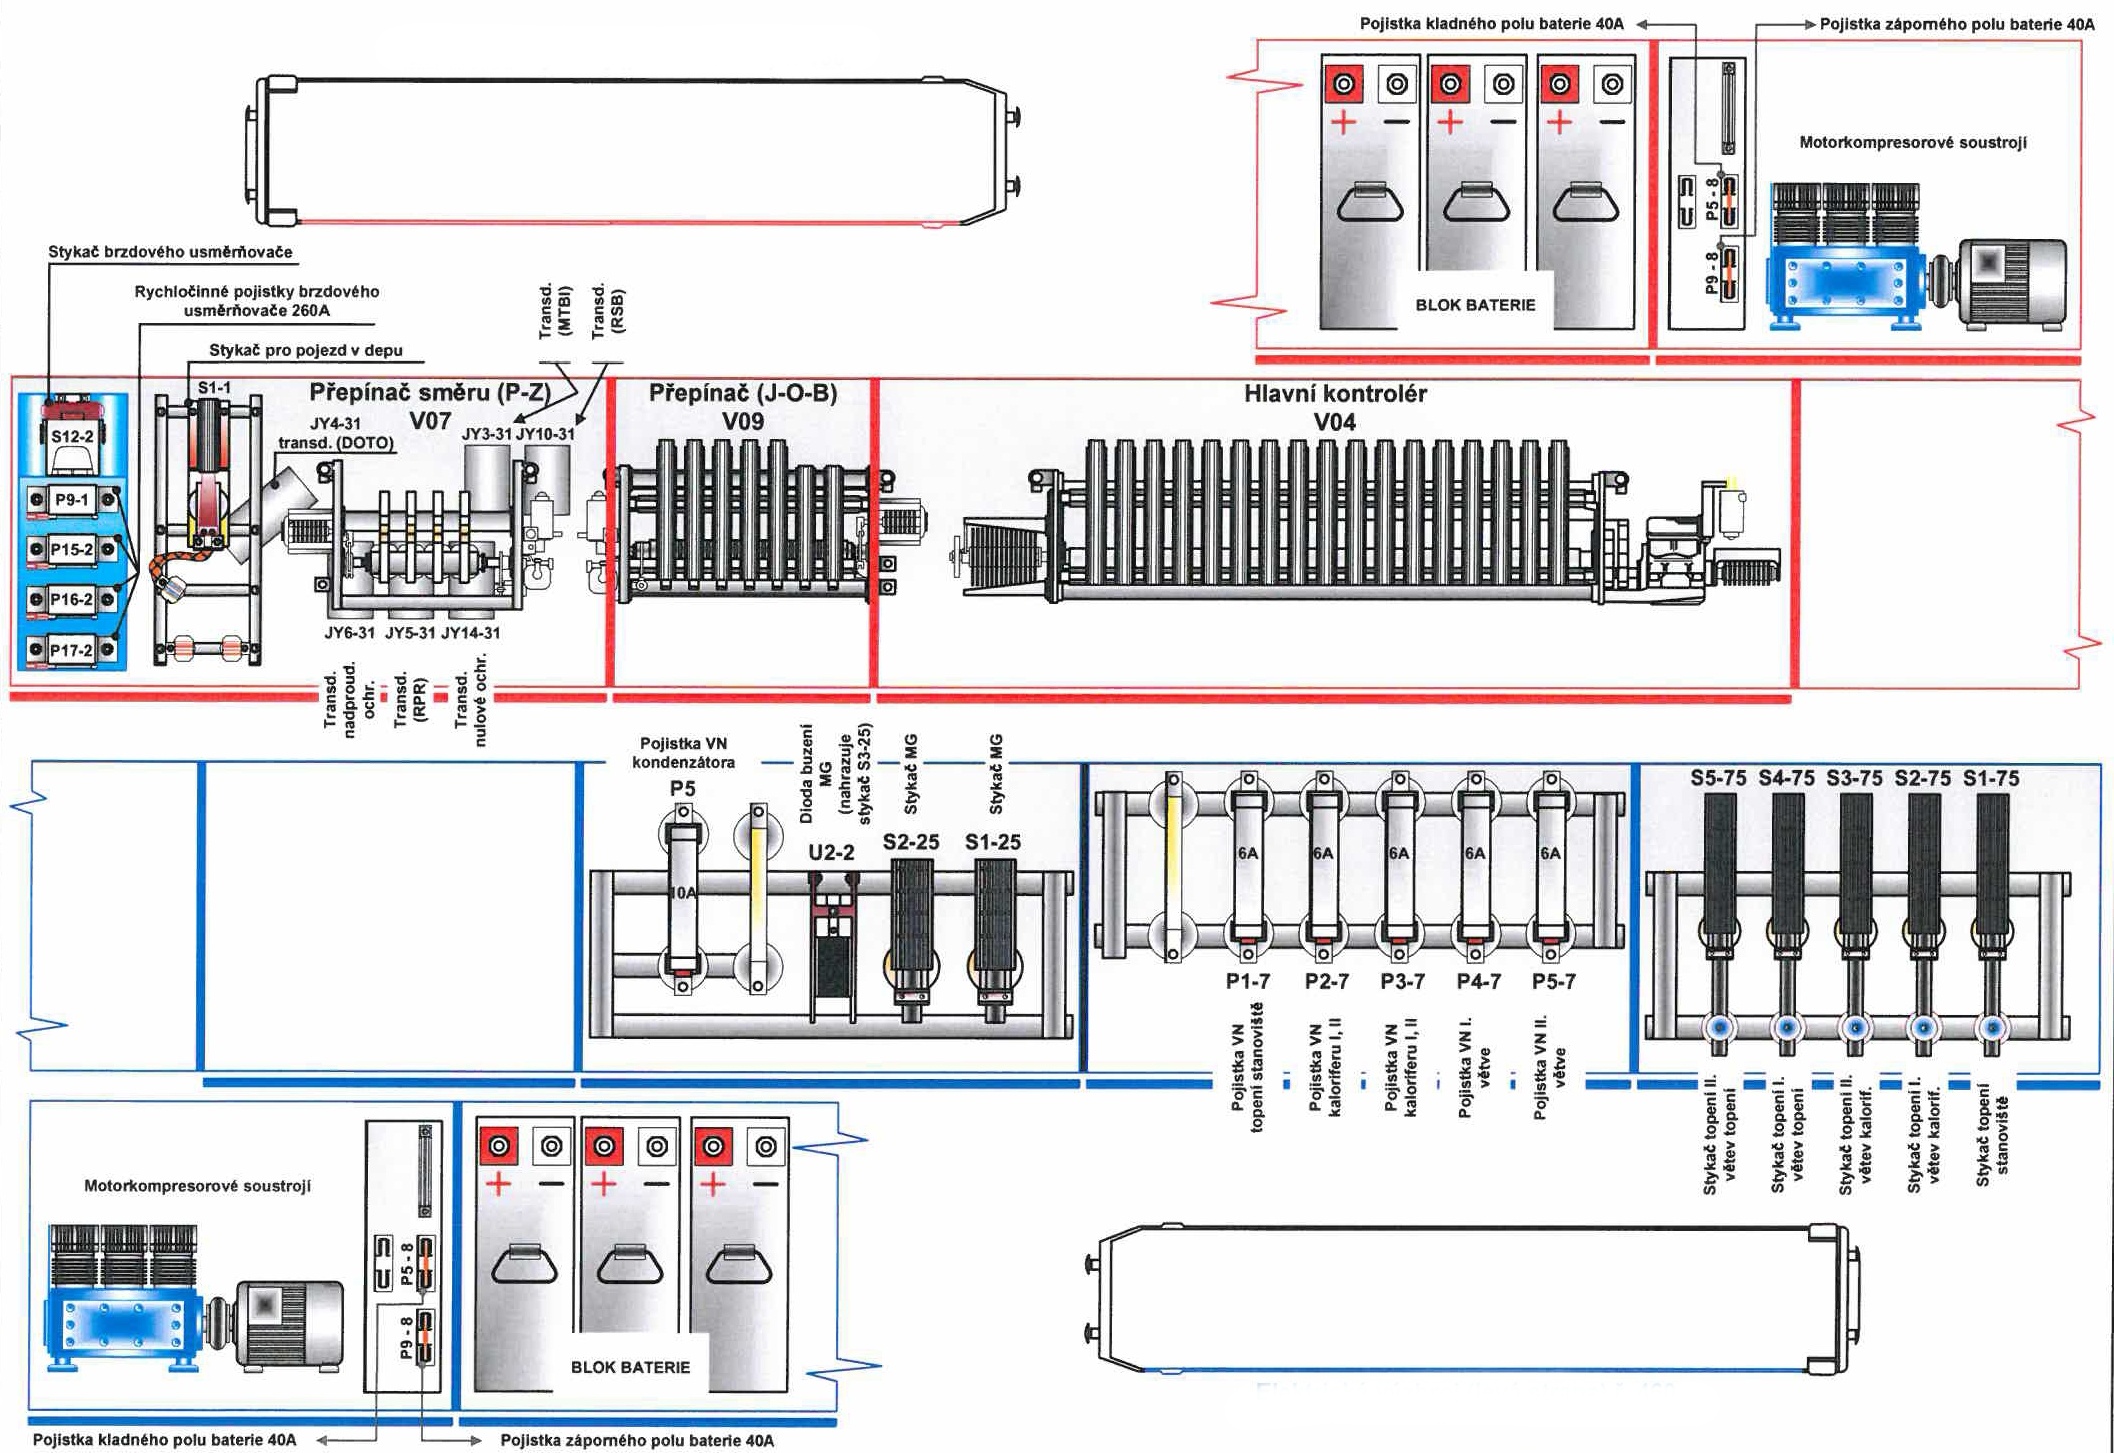 Pojistka kladného polu baterie 40A
Pojistka záporného polu baterie 40A
+ − + − + −
Motorkompresorové soustrojí
P5 - 8
P9 - 8
BLOK BATERIE
Stykač brzdového usměrňovače
Rychločinné pojistky brzdového
usměrňovače 260A
Stykač pro pojezd v depu
Transd.
(MTBI)
Transd.
(RSB)
S1-1
Přepínač směru (P-Z)
V07
JY4-31
transd. (DOTO)
JY3-31
JY10-31
Přepínač (J-O-B)
V09
Hlavní kontrolér
V04
S12-2
P9-1
P15-2
P16-2
P17-2
JY6-31
JY5-31
JY14-31
Transd.
nadproud.
ochr.
Transd.
(RPR)
Transd.
nulové ochr.
Pojistka VN
kondenzátora
P5
10A
Dioda buzení
MG
(nahrazuje
stykač S3-25)
U2-2
Stykač MG
S2-25
Stykač MG
S1-25
6A
6A
6A
6A
6A
P1-7
P2-7
P3-7
P4-7
P5-7
Pojistka VN
topení stanoviště
Pojistka VN
kaloriferu I, II
Pojistka VN
kaloriferu I, II
Pojistka VN I.
větve
Pojistka VN II.
větve
S5-75
S4-75
S3-75
S2-75
S1-75
Stykač topení II.
větev topení
Stykač topení I.
větev topení
Stykač topení II.
větev kalorif.
Stykač topení I.
větev kalorif.
Stykač topení
stanoviště
Motorkompresorové soustrojí
P5 - 8
P9 - 8
+ − + − + −
BLOK BATERIE
Pojistka kladného polu baterie 40A
Pojistka záporného polu baterie 40A